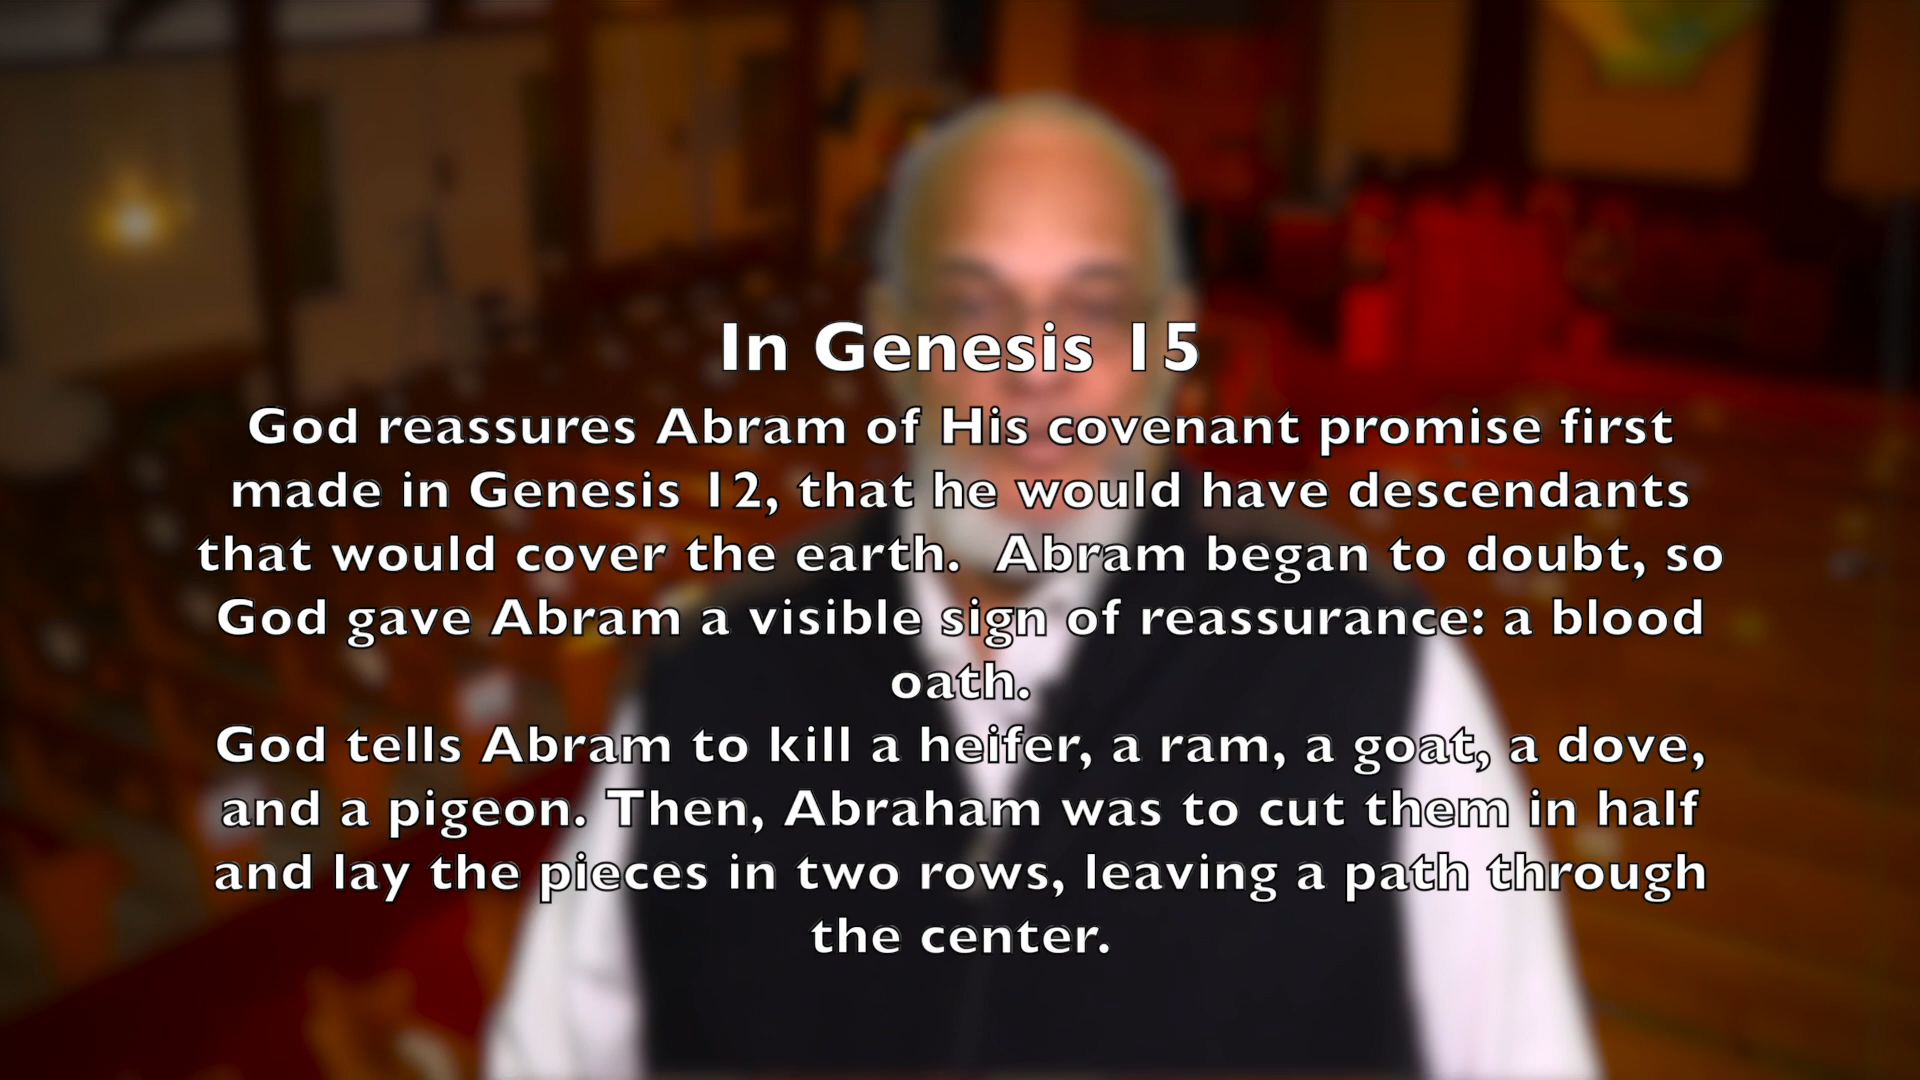 In Genesis 15
God reassures Abram of His covenant promise first
made in Genesis 12, that he would have descendants
that would cover the earth.  Abram began to doubt, so
God gave Abram a visible sign of reassurance: a blood
oath.
God tells Abram to kill a heifer, a ram, a goat, a dove,
and a pigeon. Then, Abraham was to cut them in half
and lay the pieces in two rows, leaving a path through
the center.